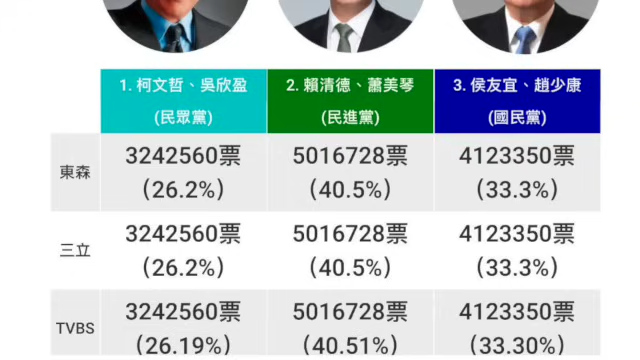 1. 柯文哲、吳欣盈 2. 賴清德、蕭美琴 3. 侯友宜、趙少康
(民眾黨) (民進黨) (國民黨)
東森 3242560票 5016728票 4123350票
(26.2%) (40.5%) (33.3%)
三立 3242560票 5016728票 4123350票
(26.2%) (40.5%) (33.3%)
TVBS 3242560票 5016728票 4123350票
(26.19%) (40.51%) (33.30%)